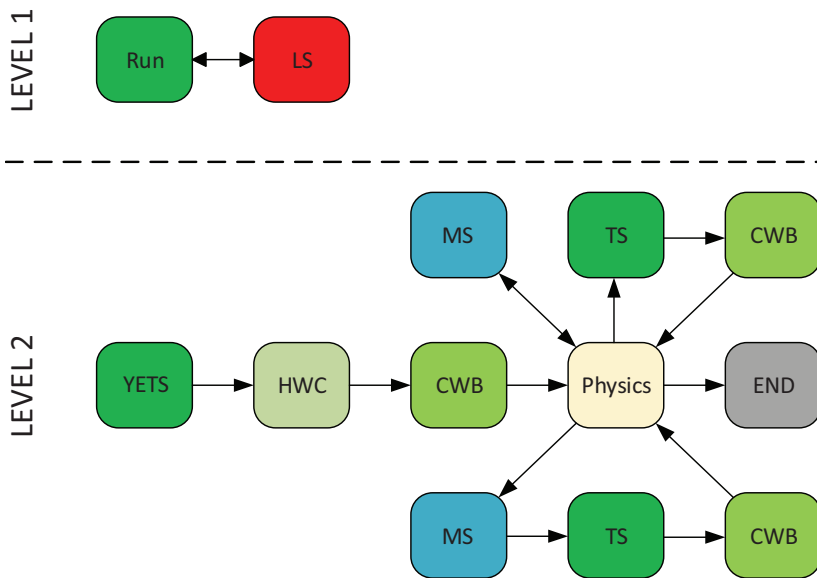 LEVEL 1
Run
LS
LEVEL 2
MS
TS
CWB
YETS
HWC
CWB
Physics
END
MS
TS
CWB